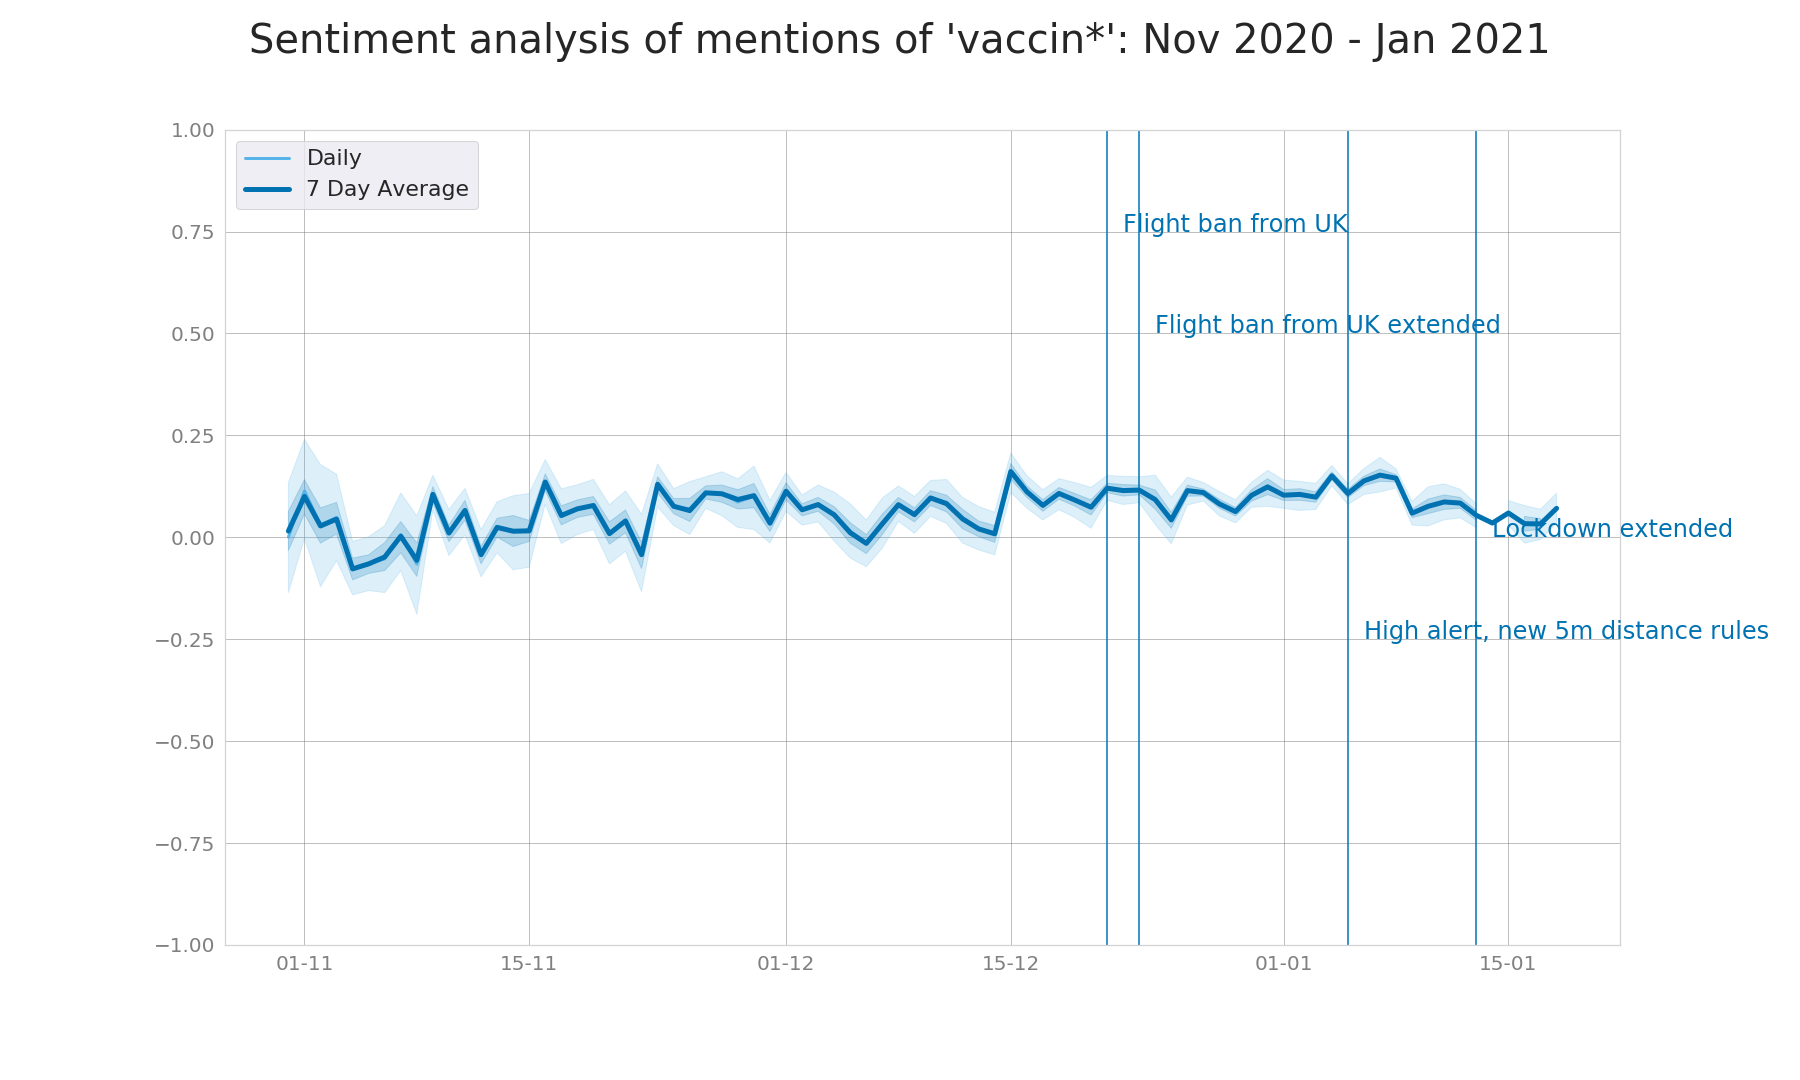 Sentiment analysis of mentions of 'vaccin*': Nov 2020 - Jan 2021
1.00
Daily
7 Day Average
Flight ban from UK
0.75
Flight ban from UK extended
0.50
0.25
0.00
Lockdown extended
−0.25
High alert, new 5m distance rules
−0.50
−0.75
−1.00
01-11 15-11 01-12 15-12 01-01 15-01